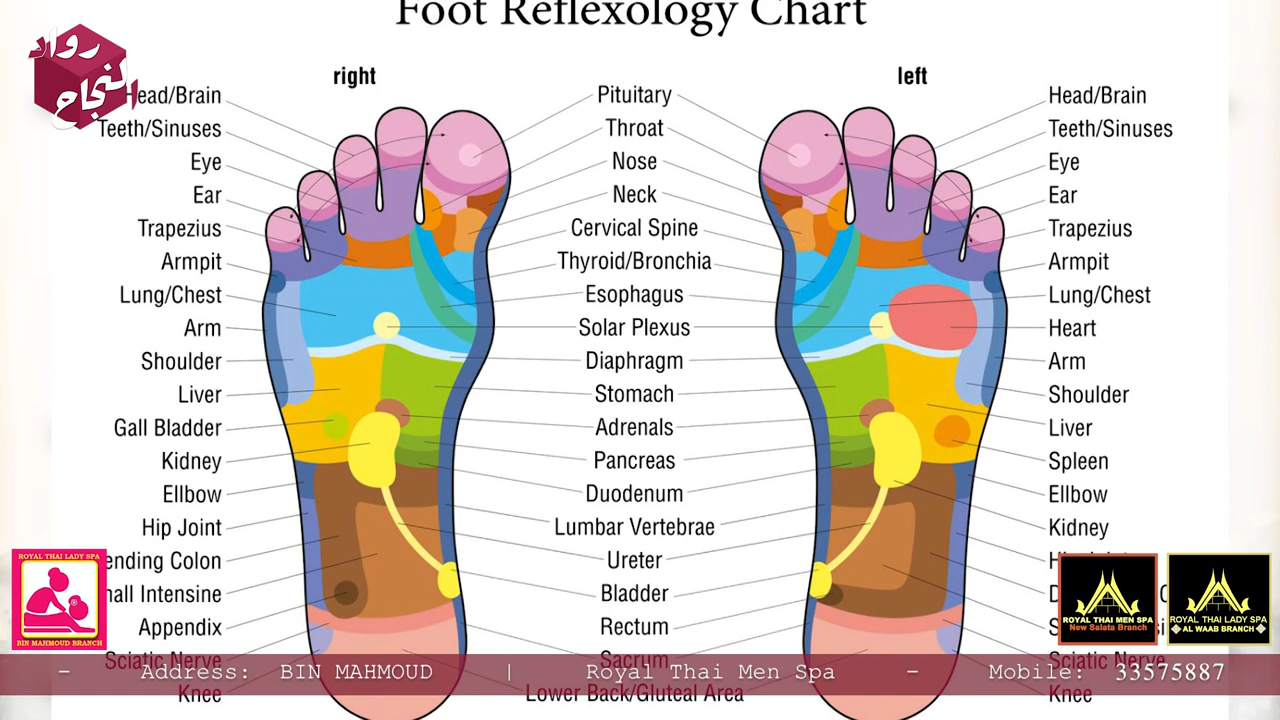 Foot Reflexology Chart
رواد
النجاح
right
left
Head/Brain
Teeth/Sinuses
Eye
Ear
Trapezius
Armpit
Lung/Chest
Arm
Shoulder
Liver
Gall Bladder
Kidney
Ellbow
Hip Joint
ending Colon
mall Intensine
Appendix
Sciatic Nerve
Knee
Pituitary
Throat
Nose
Neck
Cervical Spine
Thyroid/Bronchia
Esophagus
Solar Plexus
Diaphragm
Stomach
Adrenals
Pancreas
Duodenum
Lumbar Vertebrae
Ureter
Bladder
Rectum
Sacrum
Lower Back/Gluteal Area
Head/Brain
Teeth/Sinuses
Eye
Ear
Trapezius
Armpit
Lung/Chest
Heart
Arm
Shoulder
Liver
Spleen
Ellbow
Kidney
Sciatic Nerve
Knee
ROYAL THAI LADY SPA
BIN MAHMOUD BRANCH
ROYAL THAI MEN SPA
New Salata Branch
ROYAL THAI LADY SPA
AL WAAB BRANCH
- Address: BIN MAHMOUD | Royal Thai Men Spa - Mobile: 33575887